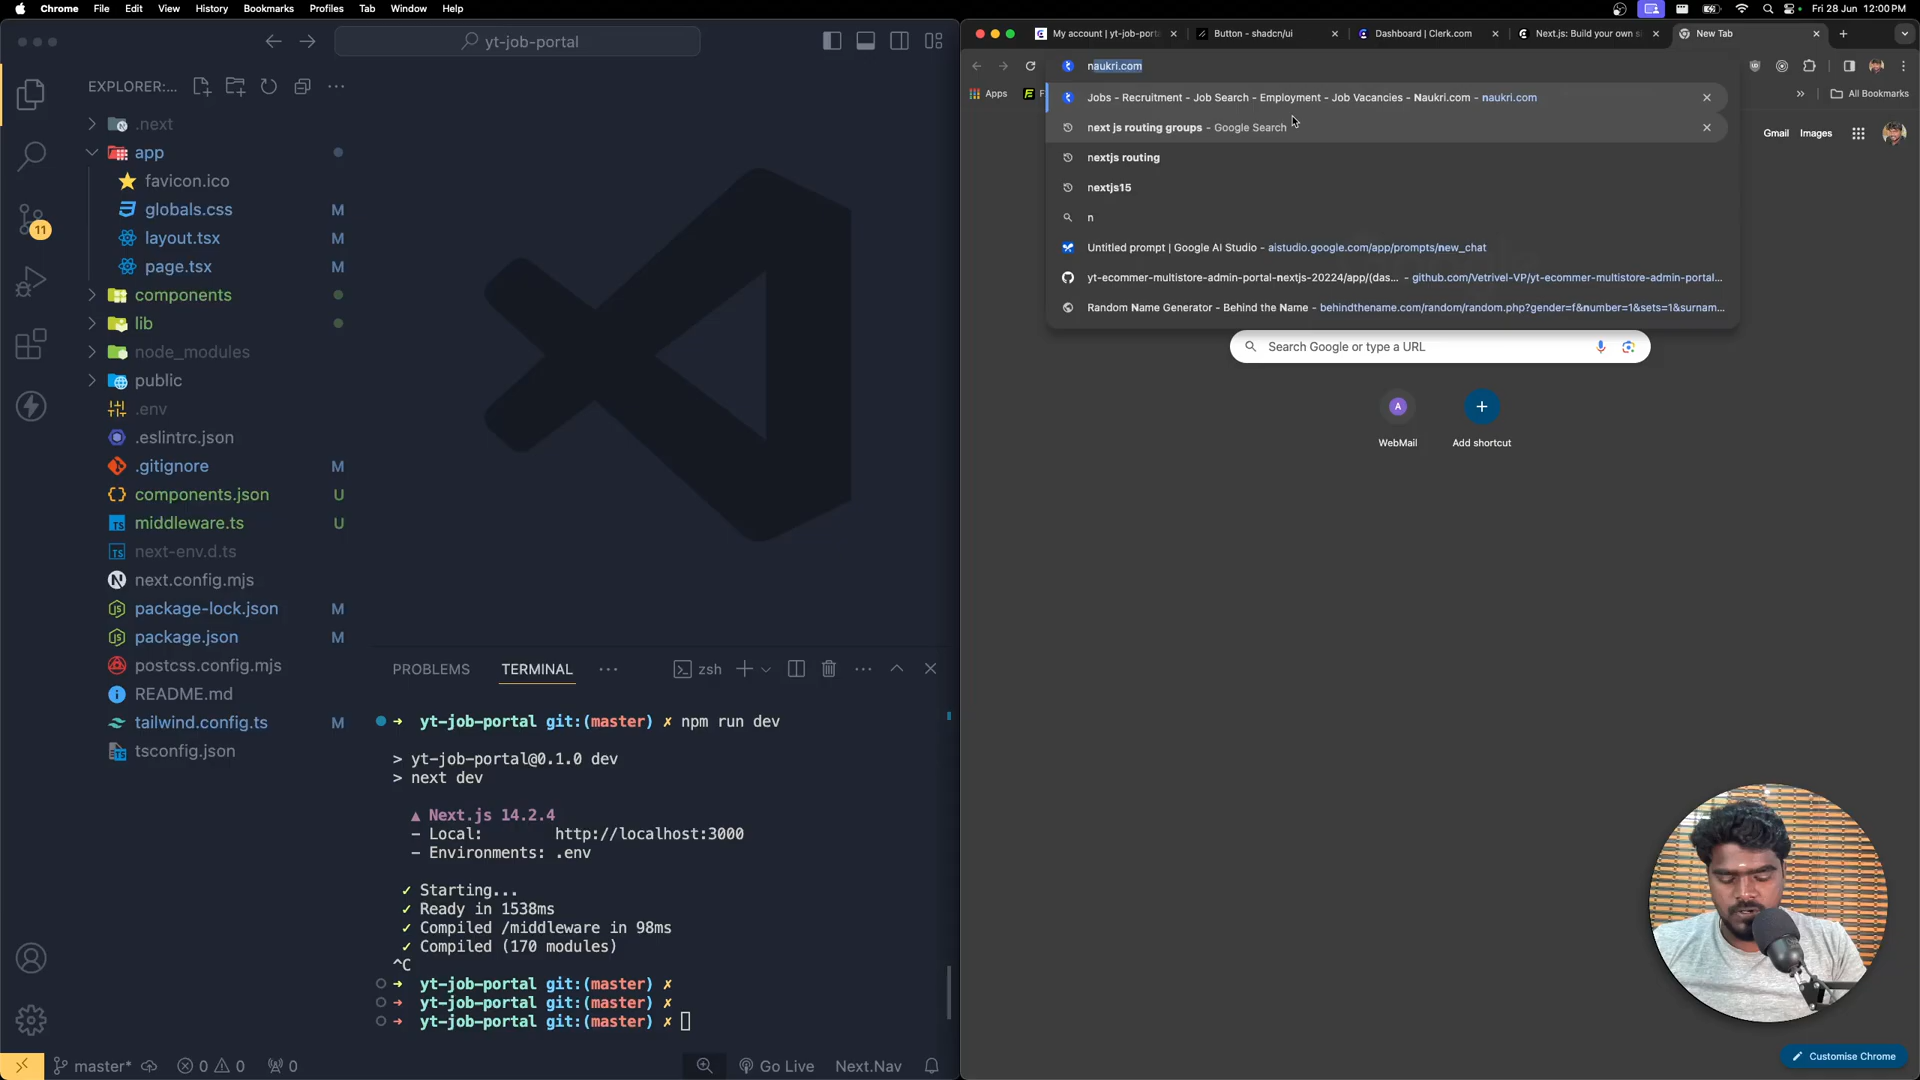 Chrome File Edit View History Bookmarks Profiles Tab Window Help
Fri 28 Jun 12:00 PM
yt-job-portal
EXPLORER:...
.next
app
favicon.ico
globals.css M
layout.tsx M
page.tsx M
components
lib
node_modules
public
.env
.eslintrc.json
.gitignore M
components.json U
middleware.ts U
next-env.d.ts
next.config.mjs
package-lock.json M
package.json M
postcss.config.mjs
README.md
tailwind.config.ts M
tsconfig.json
11
PROBLEMS TERMINAL ... zsh
→ yt-job-portal git:(master) ✗ npm run dev
> yt-job-portal@0.1.0 dev
> next dev
▲ Next.js 14.2.4
- Local: http://localhost:3000
- Environments: .env
✓ Starting...
✓ Ready in 1538ms
✓ Compiled /middleware in 98ms
✓ Compiled (170 modules)
^C
→ yt-job-portal git:(master) ✗
→ yt-job-portal git:(master) ✗
→ yt-job-portal git:(master) ✗
master* 0 0 0 Go Live Next.Nav
My account | yt-job-port
Button - shadcn/ui
Dashboard | Clerk.com
Next.js: Build your own s
New Tab
naukri.com
Apps F
All Bookmarks
Jobs - Recruitment - Job Search - Employment - Job Vacancies - Naukri.com - naukri.com
next js routing groups - Google Search
nextjs routing
nextjs15
n
Untitled prompt | Google AI Studio - aistudio.google.com/app/prompts/new_chat
yt-ecommer-multistore-admin-portal-nextjs-20224/app/(das... - github.com/Vetrivel-VP/yt-ecommer-multistore-admin-portal...
Random Name Generator - Behind the Name - behindthename.com/random/random.php?gender=f&number=1&sets=1&surnam...
Gmail Images
Search Google or type a URL
A
WebMail
Add shortcut
Customise Chrome